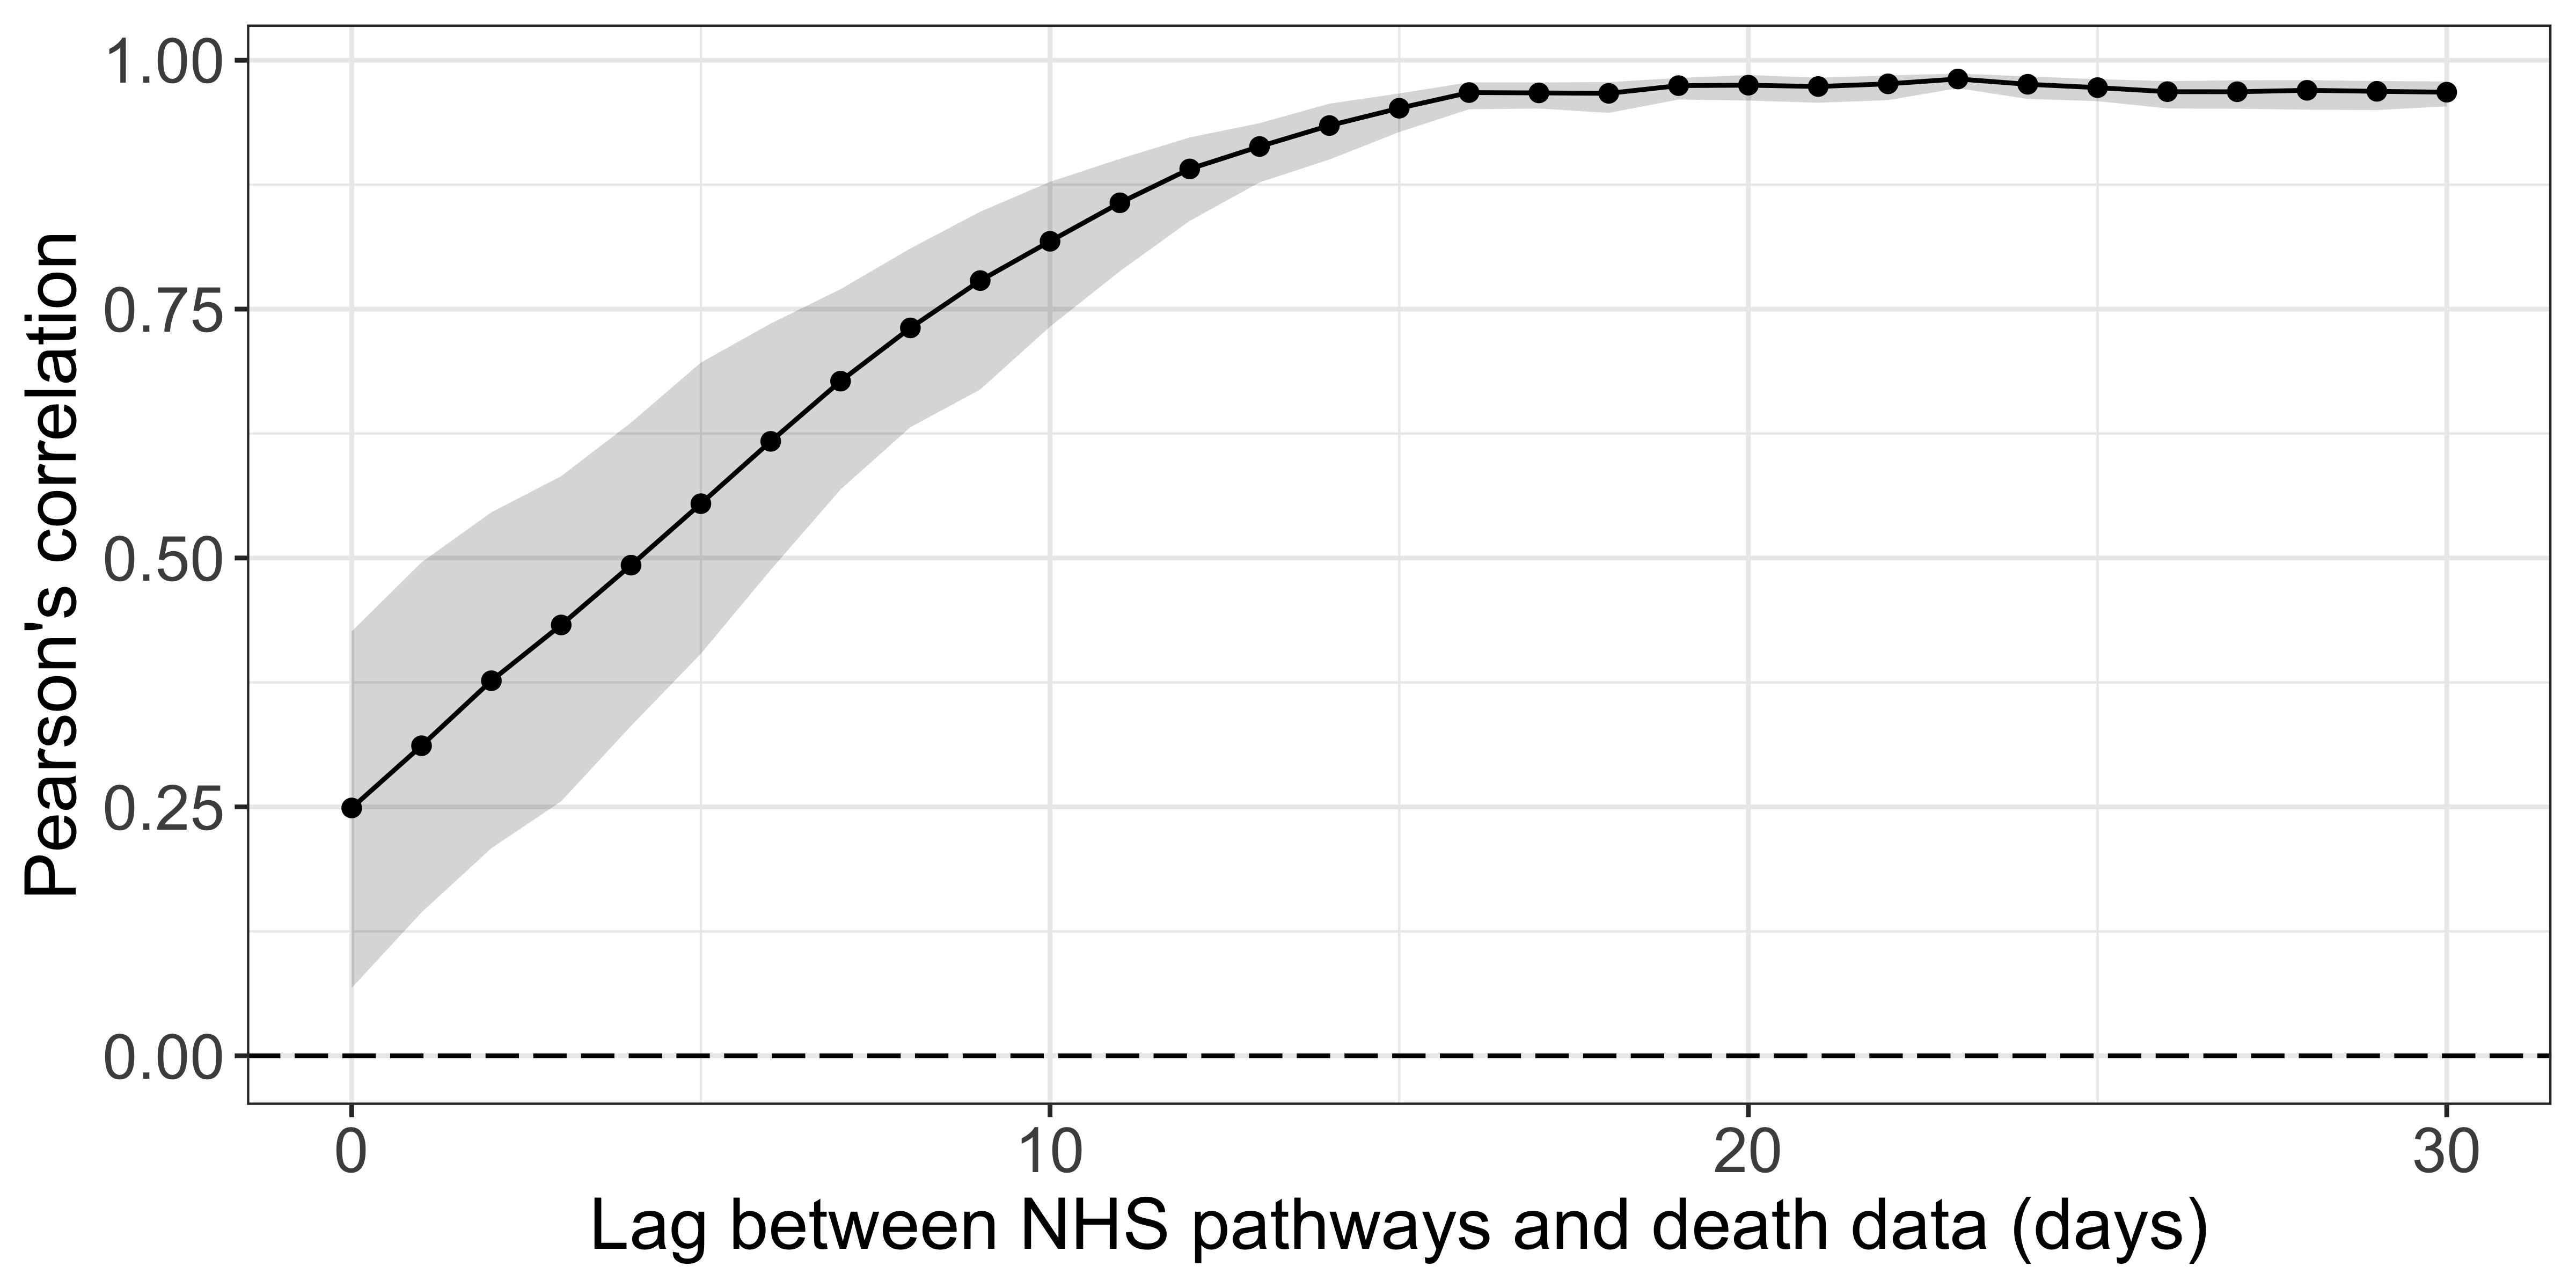 Pearson's correlation
1.00
0.75
0.50
0.25
0.00
0 10 20 30
Lag between NHS pathways and death data (days)